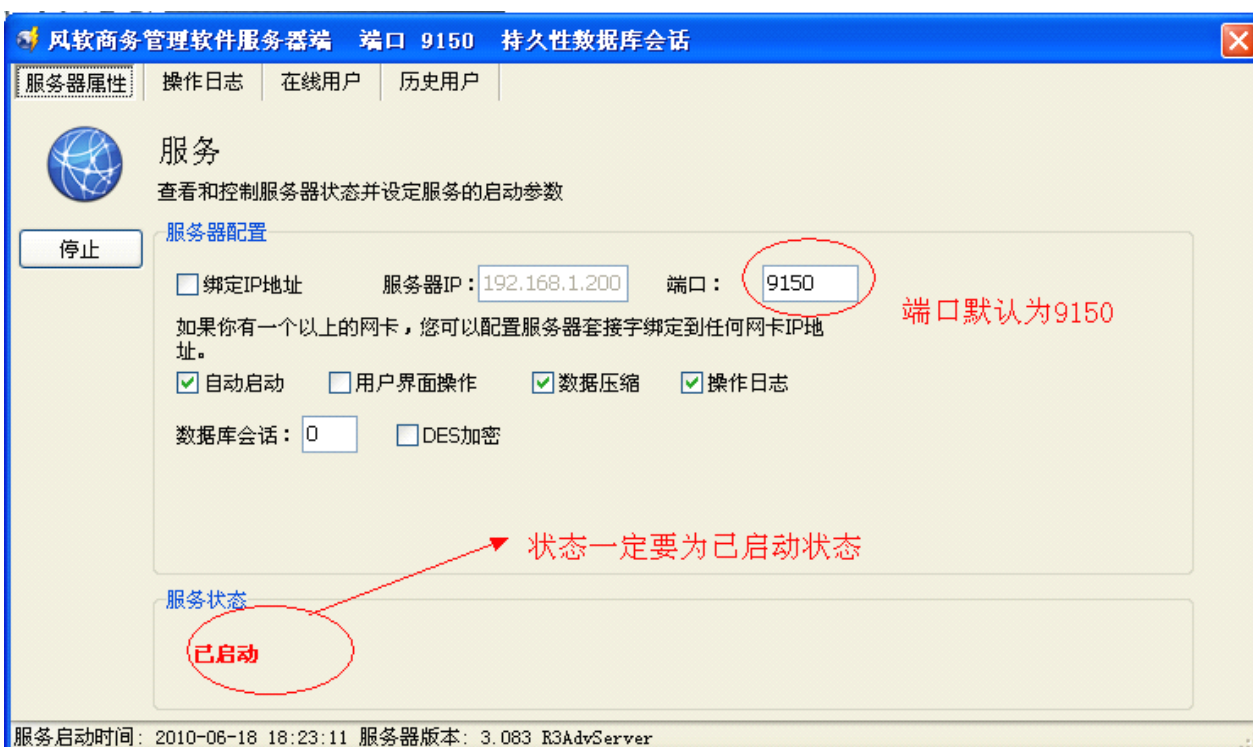 风软商务管理软件服务器端 端口 9150 持久性数据库会话
服务器属性 操作日志 在线用户 历史用户
服务
查看和控制服务器状态并设定服务的启动参数
停止
服务器配置
绑定IP地址 服务器IP：192.168.1.200 端口： 9150
端口默认为9150
如果你有一个以上的网卡，您可以配置服务器套接字绑定到任何网卡IP地
址。
自动启动 用户界面操作 数据压缩 操作日志
数据库会话：0 DES加密
状态一定要为已启动状态
服务状态
已启动
服务启动时间: 2010-06-18 18:23:11 服务器版本: 3.083 R3AdvServer